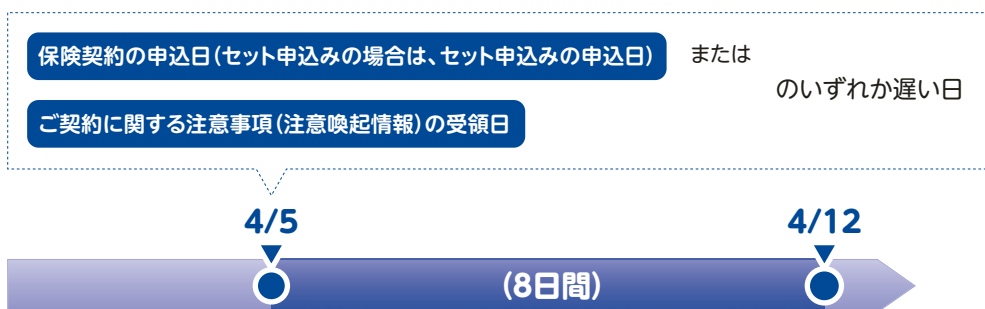 保険契約の申込日(セット申込みの場合は、セット申込みの申込日)
または
のいずれか遅い日
ご契約に関する注意事項(注意喚起情報)の受領日
4/5
4/12
(8日間)